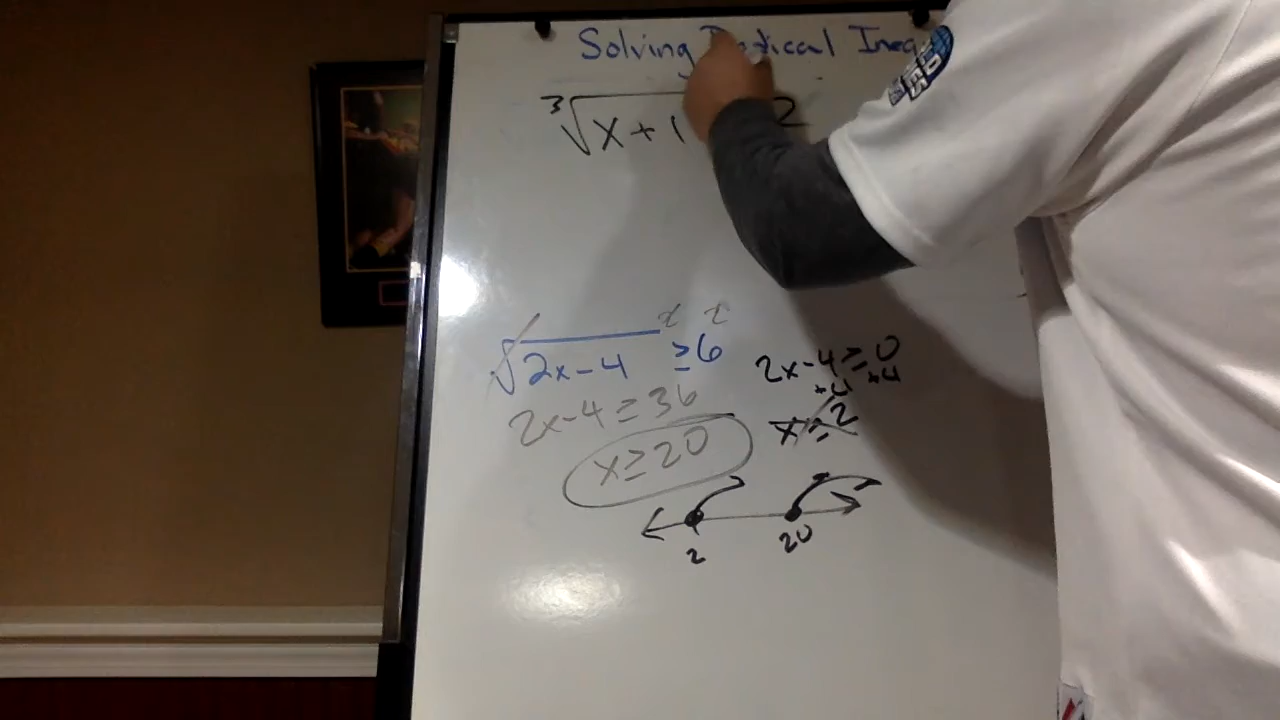 Solving Radical Ineq
∛x+1 2
√2x-4 ≥6
2x-4≥36
x≥20
2x-4≥0
+4 +4
x≥2
2 20